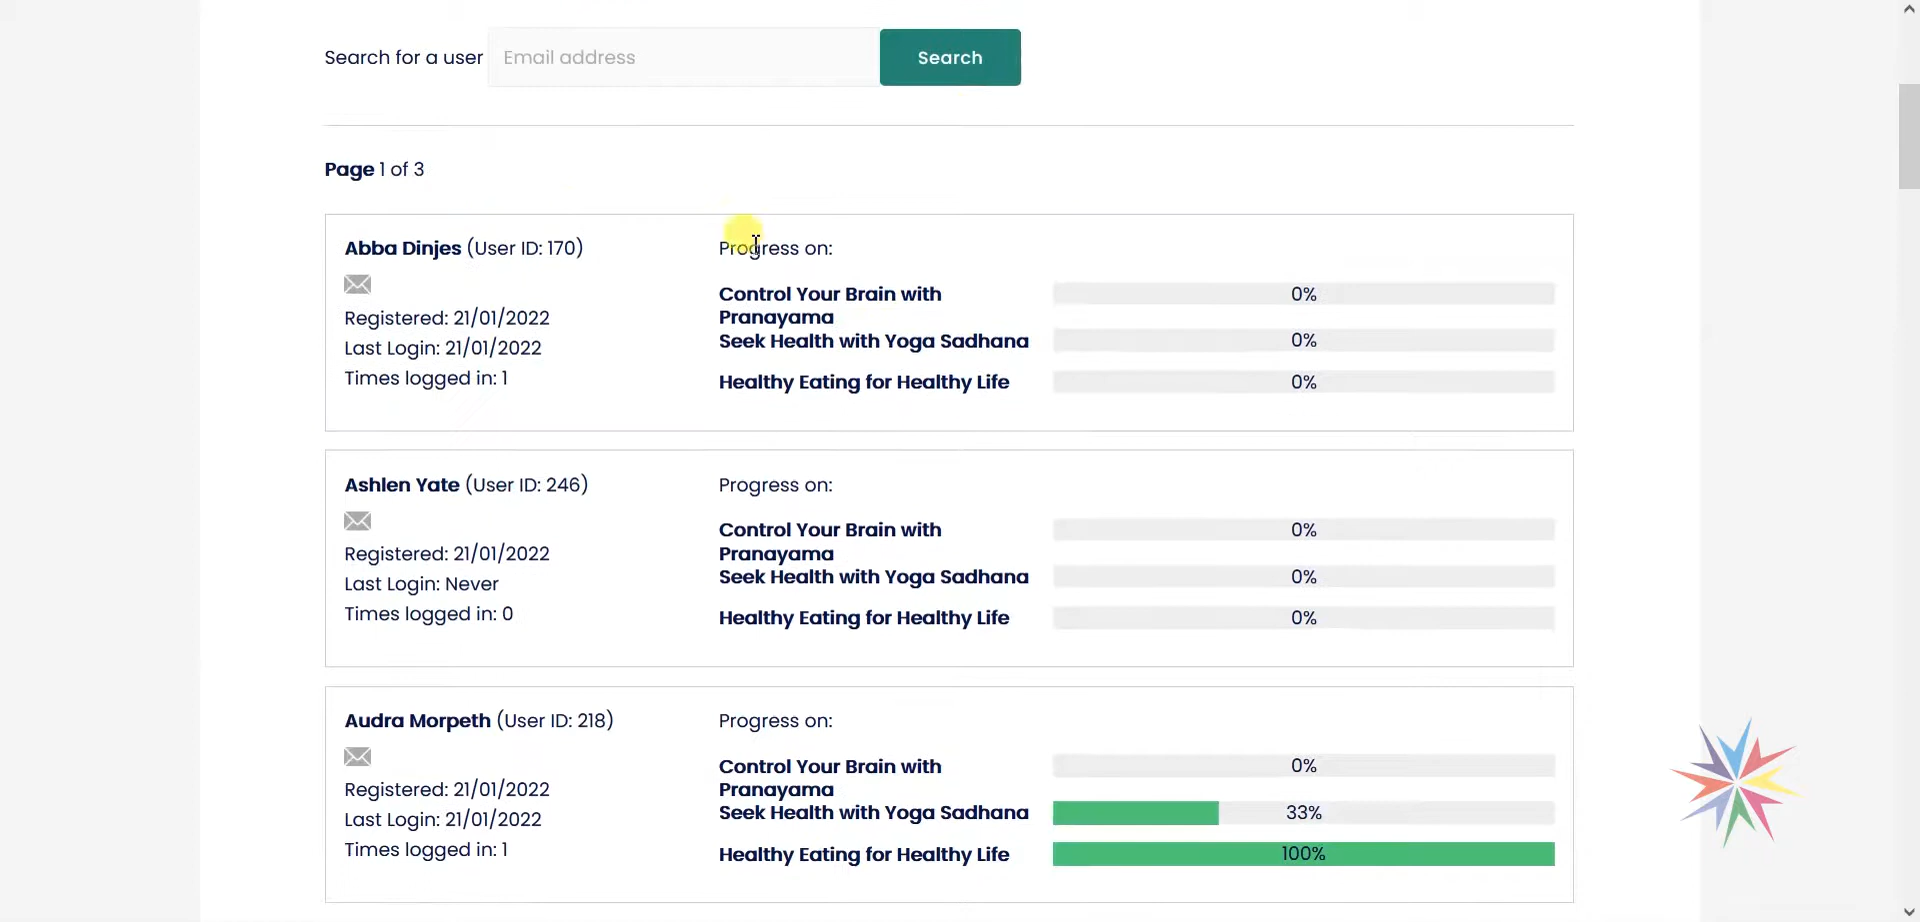 Search for a user Email address Search
Page 1 of 3
Abba Dinjes (User ID: 170)
Registered: 21/01/2022
Last Login: 21/01/2022
Times logged in: 1
Progress on:
Control Your Brain with
Pranayama
0%
Seek Health with Yoga Sadhana 0%
Healthy Eating for Healthy Life 0%
Ashlen Yate (User ID: 246)
Registered: 21/01/2022
Last Login: Never
Times logged in: 0
Progress on:
Control Your Brain with
Pranayama
0%
Seek Health with Yoga Sadhana 0%
Healthy Eating for Healthy Life 0%
Audra Morpeth (User ID: 218)
Registered: 21/01/2022
Last Login: 21/01/2022
Times logged in: 1
Progress on:
Control Your Brain with
Pranayama
0%
Seek Health with Yoga Sadhana 33%
Healthy Eating for Healthy Life 100%